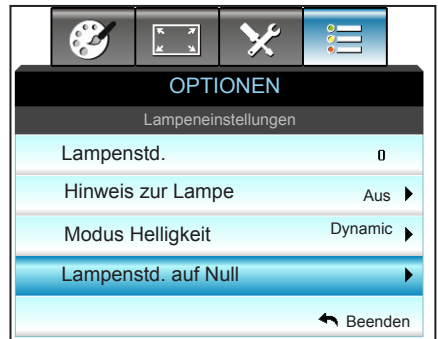 OPTIONEN
Lampeneinstellungen
Lampenstd. 0
Hinweis zur Lampe Aus
Modus Helligkeit Dynamic
Lampenstd. auf Null
Beenden